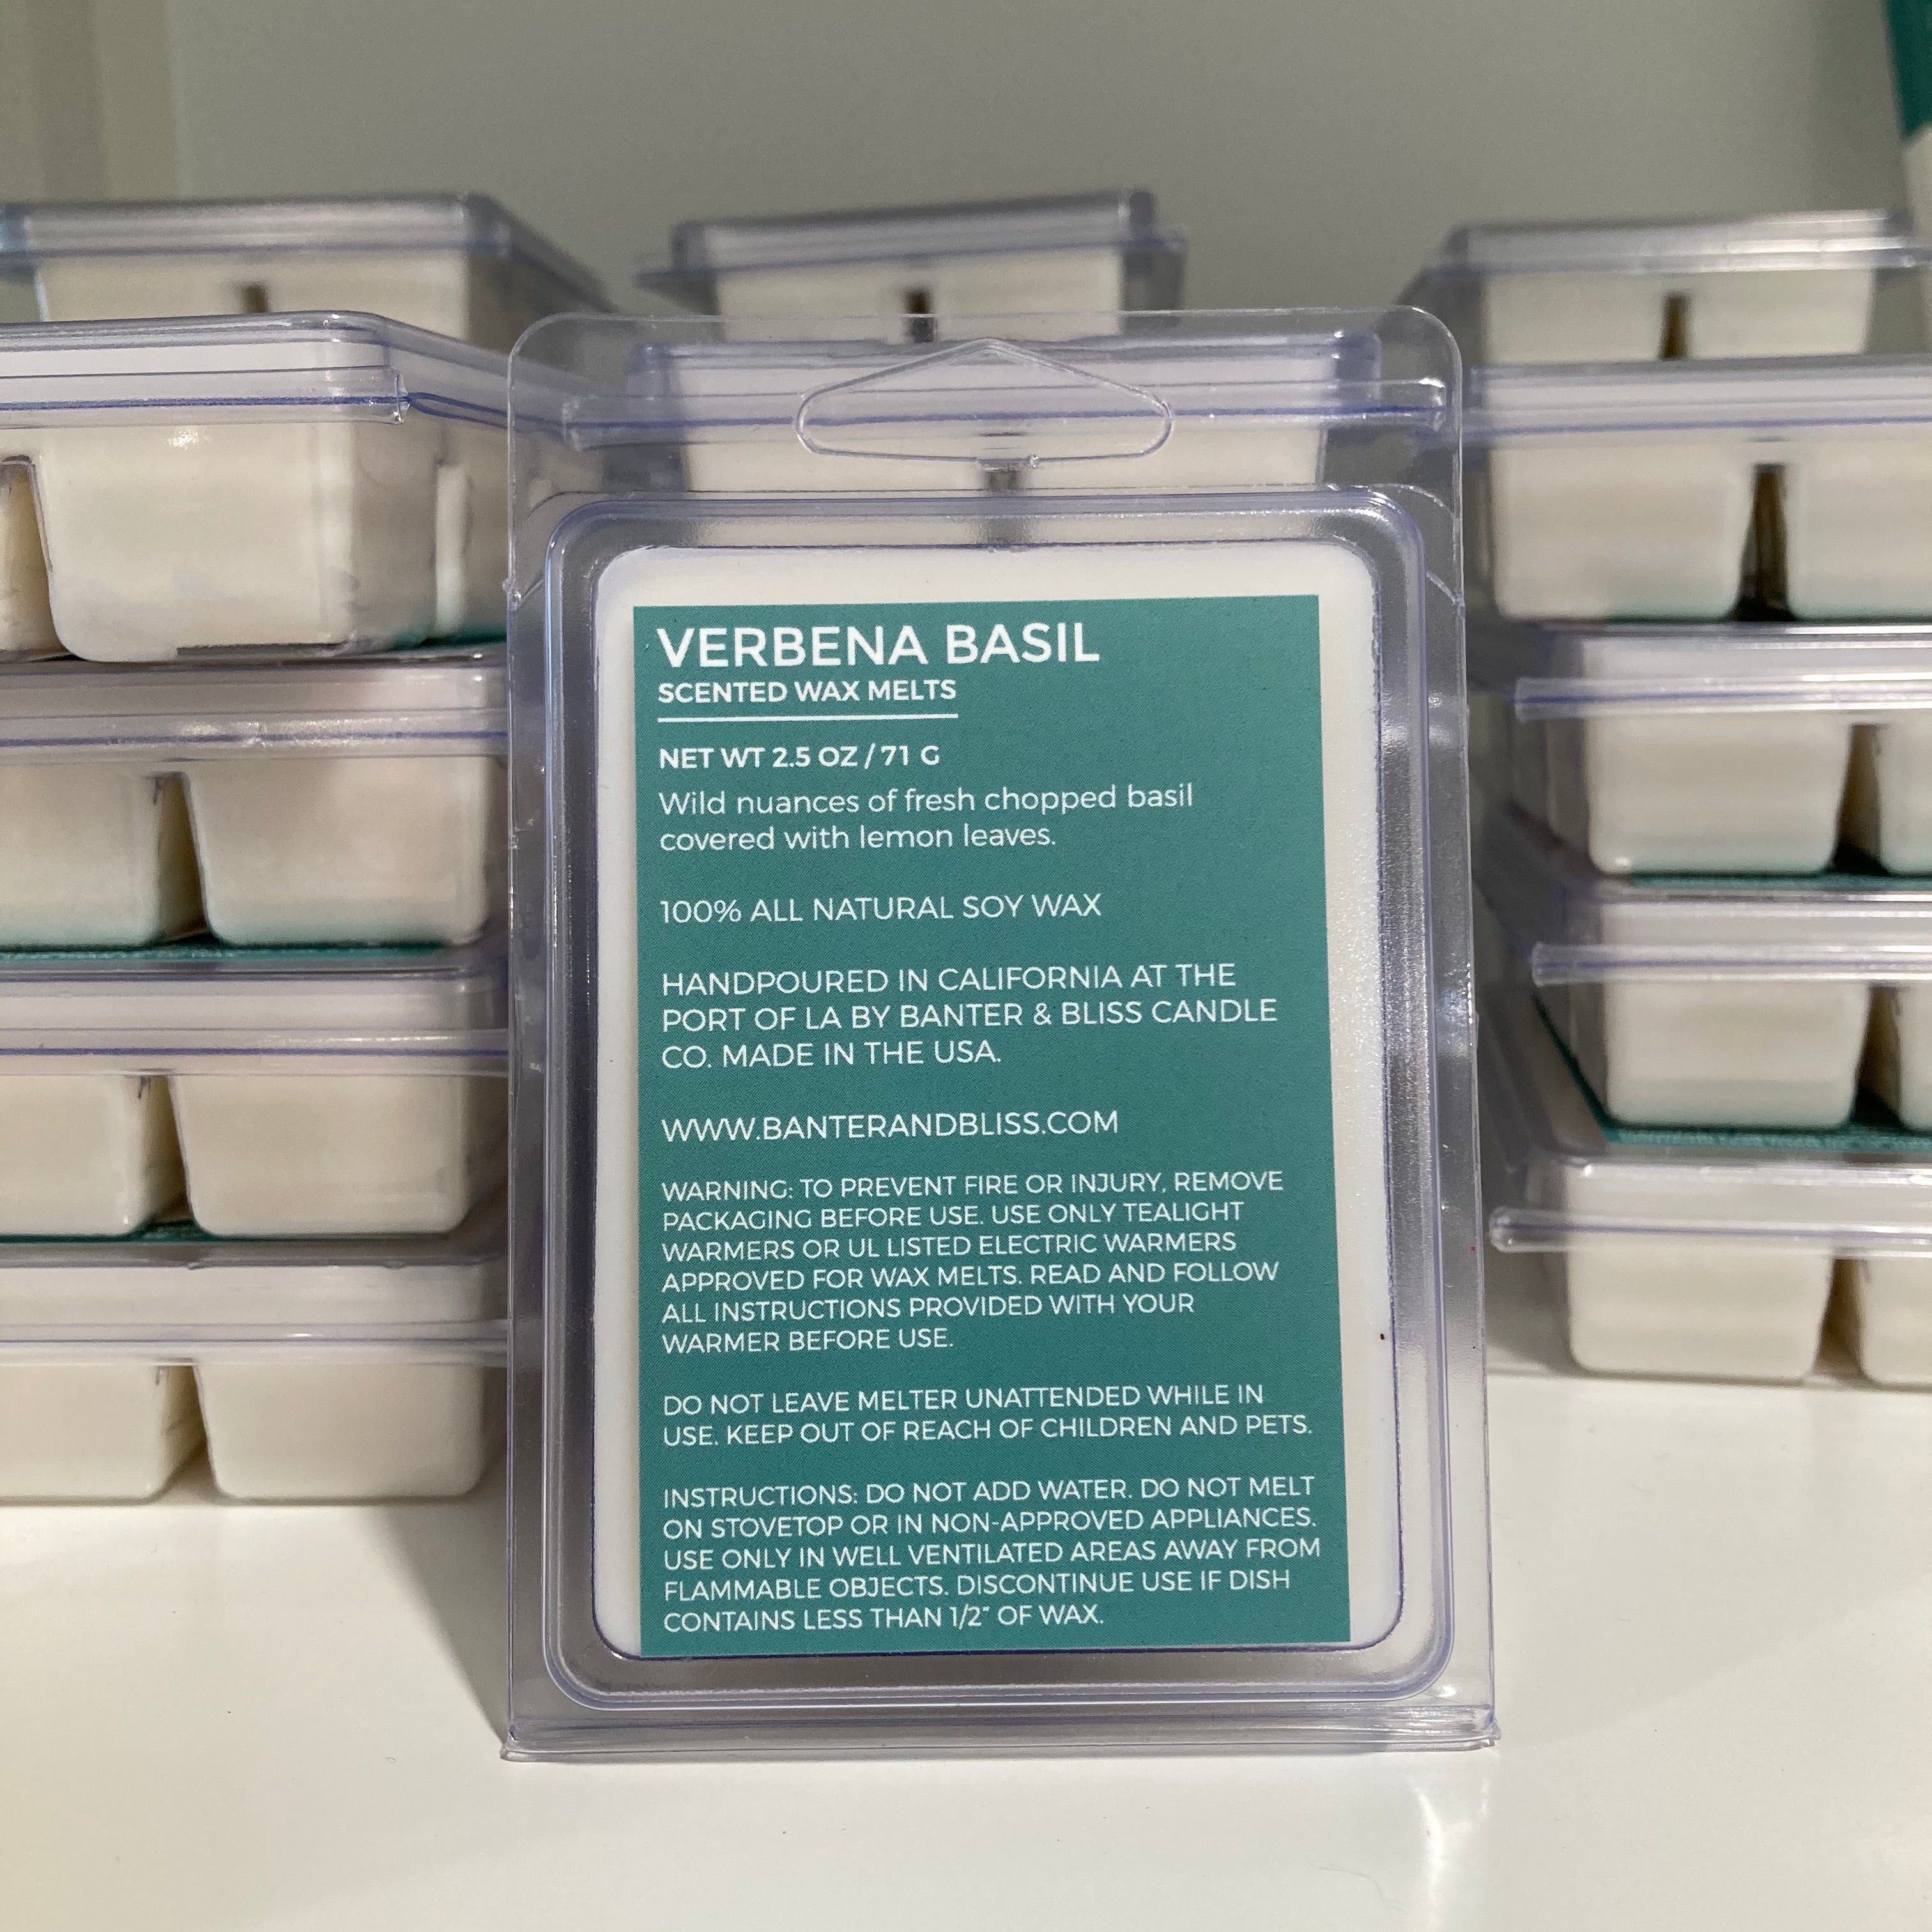 VERBENA BASIL
SCENTED WAX MELTS
NET WT 2.5 OZ / 71 G
Wild nuances of fresh chopped basil
covered with lemon leaves.
100% ALL NATURAL SOY WAX
HANDPOURED IN CALIFORNIA AT THE
PORT OF LA BY BANTER & BLISS CANDLE
CO. MADE IN THE USA.
WWW.BANTERANDBLISS.COM
WARNING: TO PREVENT FIRE OR INJURY, REMOVE
PACKAGING BEFORE USE. USE ONLY TEALIGHT
WARMERS OR UL LISTED ELECTRIC WARMERS
APPROVED FOR WAX MELTS. READ AND FOLLOW
ALL INSTRUCTIONS PROVIDED WITH YOUR
WARMER BEFORE USE.
DO NOT LEAVE MELTER UNATTENDED WHILE IN
USE. KEEP OUT OF REACH OF CHILDREN AND PETS.
INSTRUCTIONS: DO NOT ADD WATER. DO NOT MELT
ON STOVETOP OR IN NON-APPROVED APPLIANCES.
USE ONLY IN WELL VENTILATED AREAS AWAY FROM
FLAMMABLE OBJECTS. DISCONTINUE USE IF DISH
CONTAINS LESS THAN 1/2" OF WAX.